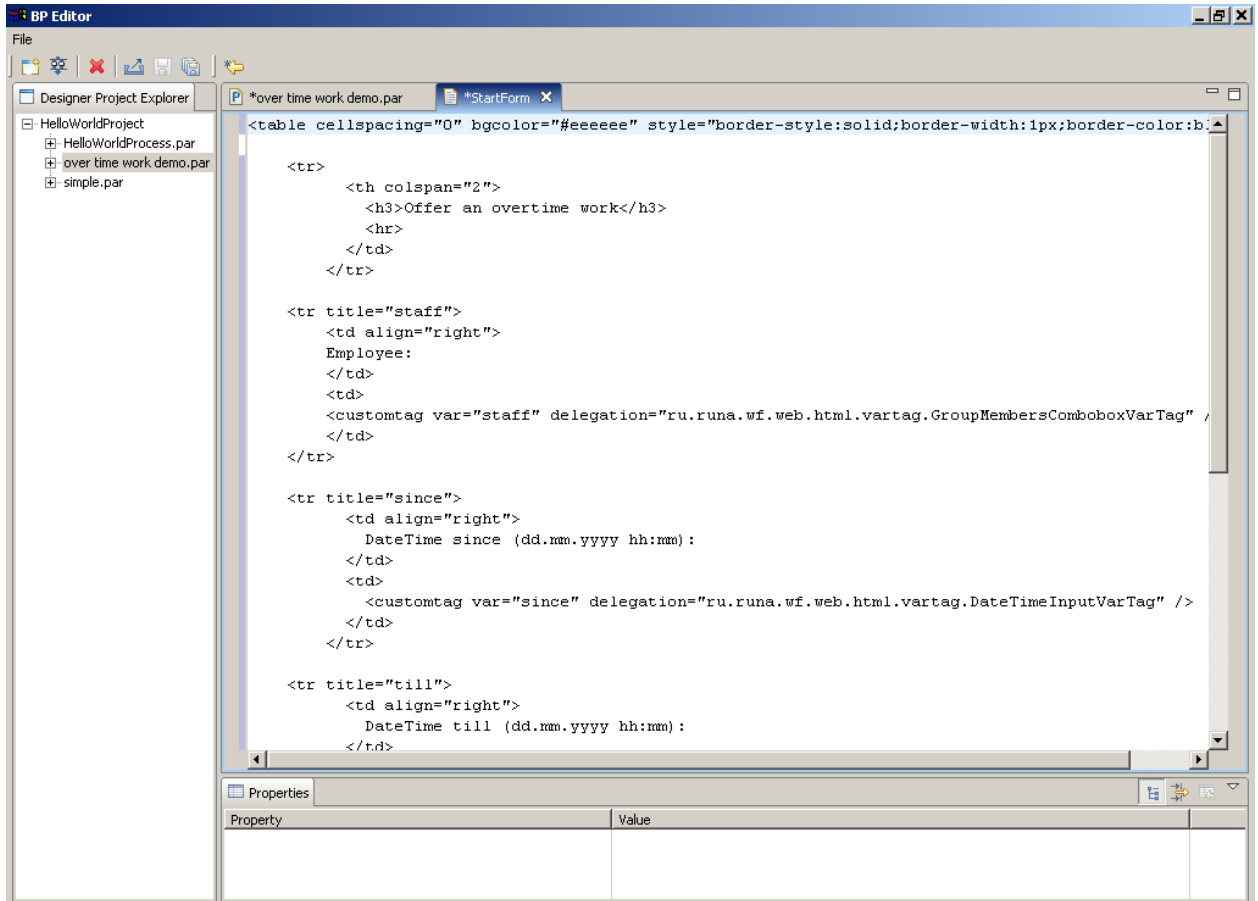 BP Editor
File
Designer Project Explorer
HelloWorldProject
HelloWorldProcess.par
over time work demo.par
simple.par
*over time work demo.par
*StartForm
<table cellspacing="0" bgcolor="#eeeeee" style="border-style:solid;border-width:1px;border-color:bl
<tr>
<th colspan="2">
<h3>Offer an overtime work</h3>
<hr>
</td>
</tr>
<tr title="staff">
<td align="right">
Employee:
</td>
<td>
<customtag var="staff" delegation="ru.runa.wf.web.html.vartag.GroupMembersComboboxVarTag" /
</td>
</tr>
<tr title="since">
<td align="right">
DateTime since (dd.mm.yyyy hh:mm):
</td>
<td>
<customtag var="since" delegation="ru.runa.wf.web.html.vartag.DateTimeInputVarTag" />
</td>
</tr>
<tr title="till">
<td align="right">
DateTime till (dd.mm.yyyy hh:mm):
</td>
Properties
Property
Value